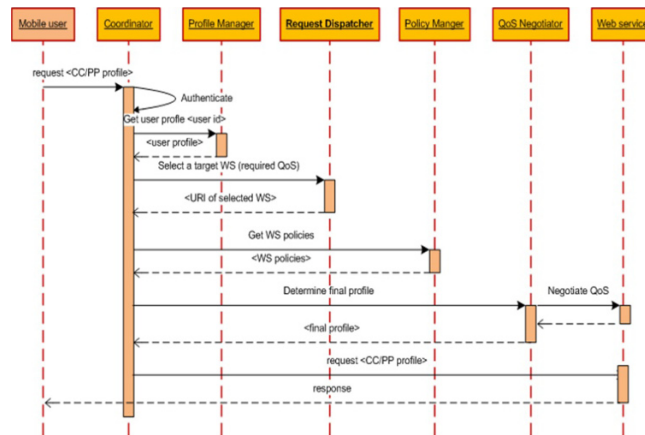 Mobile user
Coordinator
Profile Manager
Request Dispatcher
Policy Manger
QoS Negotiator
Web service
request <CC/PP profile>
Authenticate
Get user profle <user id>
<user profile>
Select a target WS (required QoS)
<URI of selected WS>
Get WS policies
<WS policies>
Determine final profile
Negotiate QoS
<final profile>
request <CC/PP profile>
response